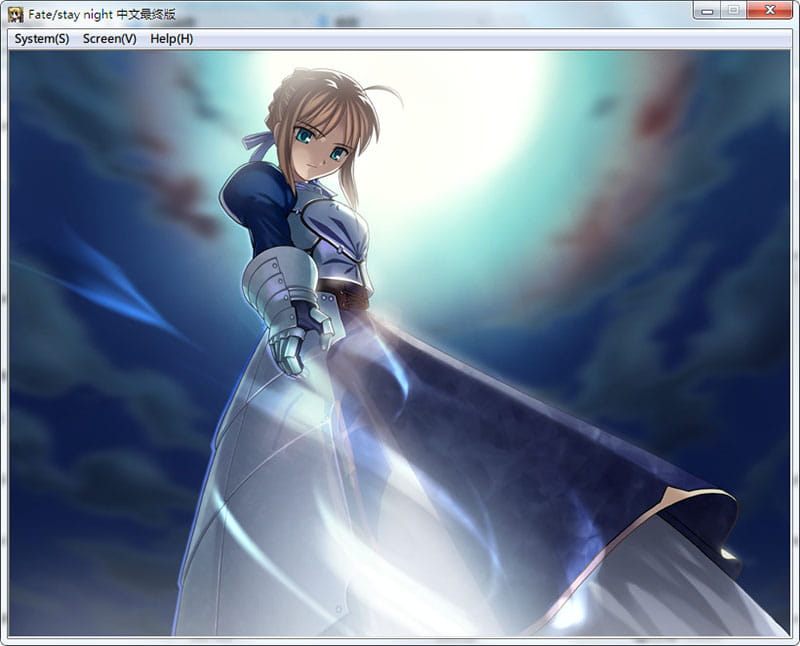 Fate/stay night 中文最终版
System(S) Screen(V) Help(H)